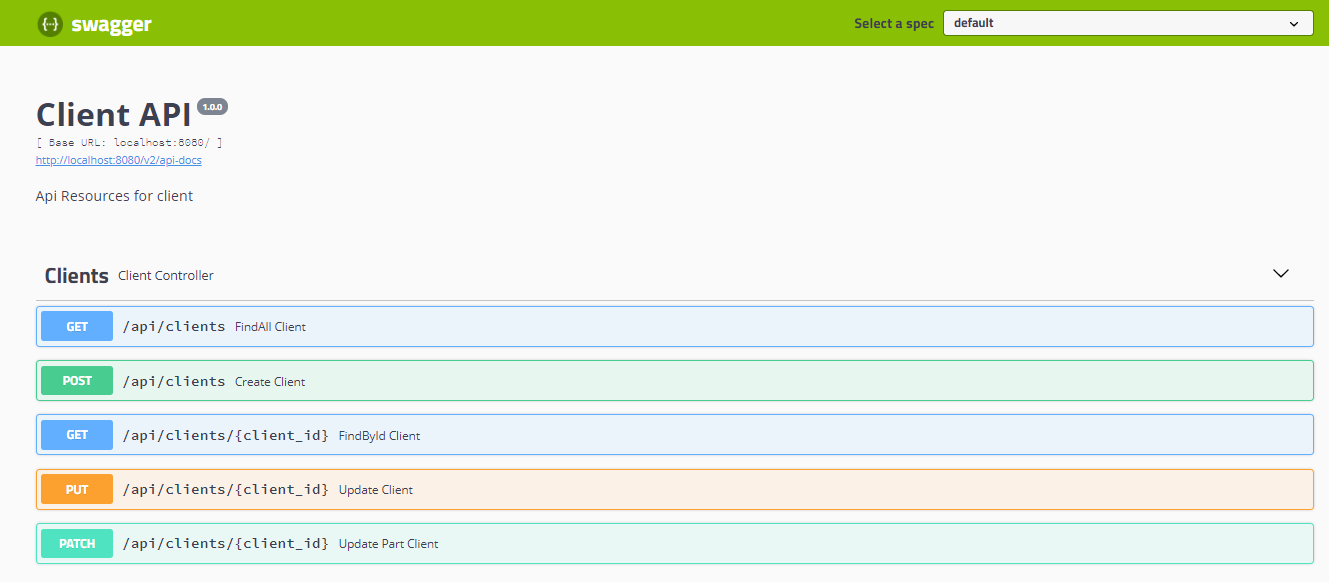 {···} swagger Select a spec default
Client API 1.0.0
[ Base URL: localhost:8080/ ]
http://localhost:8080/v2/api-docs
Api Resources for client
Clients Client Controller
GET /api/clients FindAll Client
POST /api/clients Create Client
GET /api/clients/{client_id} FindById Client
PUT /api/clients/{client_id} Update Client
PATCH /api/clients/{client_id} Update Part Client